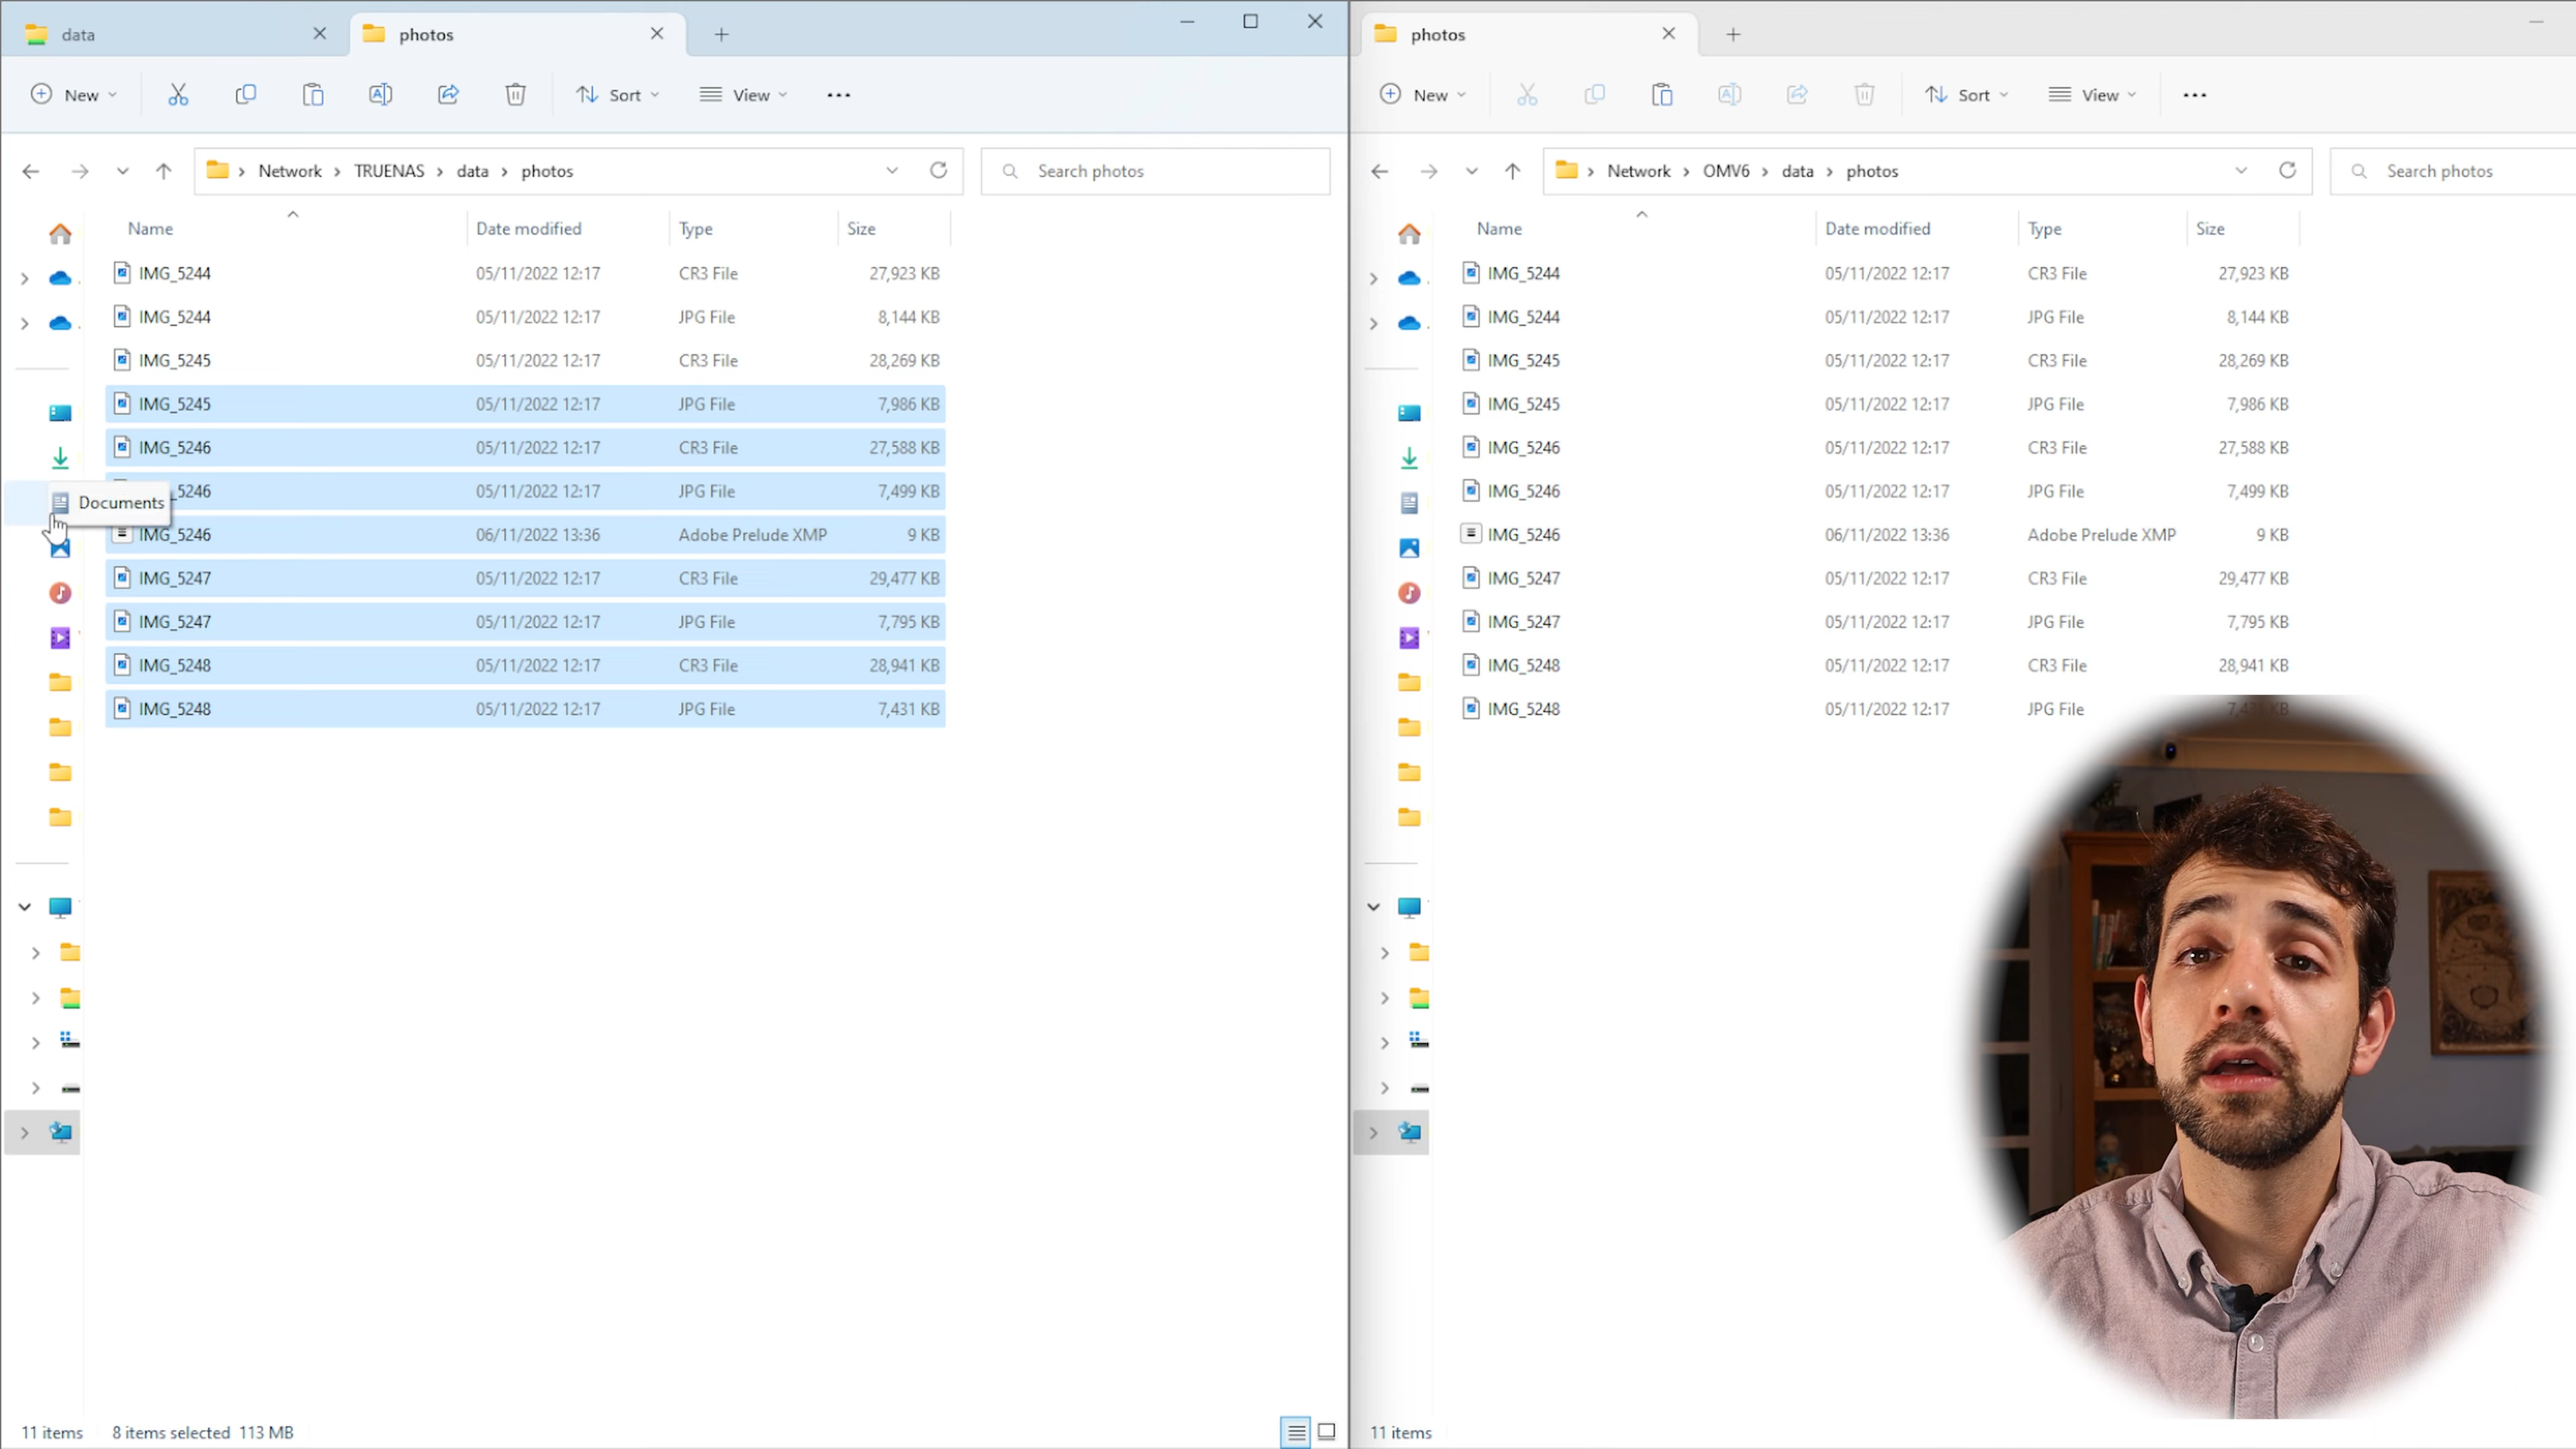 data
photos
New
Sort
View
Network > TRUENAS > data > photos
Search photos
Name Date modified Type Size
IMG_5244 05/11/2022 12:17 CR3 File 27,923 KB
IMG_5244 05/11/2022 12:17 JPG File 8,144 KB
IMG_5245 05/11/2022 12:17 CR3 File 28,269 KB
IMG_5245 05/11/2022 12:17 JPG File 7,986 KB
IMG_5246 05/11/2022 12:17 CR3 File 27,588 KB
_5246 05/11/2022 12:17 JPG File 7,499 KB
Documents
IMG_5246 06/11/2022 13:36 Adobe Prelude XMP 9 KB
IMG_5247 05/11/2022 12:17 CR3 File 29,477 KB
IMG_5247 05/11/2022 12:17 JPG File 7,795 KB
IMG_5248 05/11/2022 12:17 CR3 File 28,941 KB
IMG_5248 05/11/2022 12:17 JPG File 7,431 KB
11 items 8 items selected 113 MB
photos
New
Sort
View
Network > OMV6 > data > photos
Search photos
Name Date modified Type Size
IMG_5244 05/11/2022 12:17 CR3 File 27,923 KB
IMG_5244 05/11/2022 12:17 JPG File 8,144 KB
IMG_5245 05/11/2022 12:17 CR3 File 28,269 KB
IMG_5245 05/11/2022 12:17 JPG File 7,986 KB
IMG_5246 05/11/2022 12:17 CR3 File 27,588 KB
IMG_5246 05/11/2022 12:17 JPG File 7,499 KB
IMG_5246 06/11/2022 13:36 Adobe Prelude XMP 9 KB
IMG_5247 05/11/2022 12:17 CR3 File 29,477 KB
IMG_5247 05/11/2022 12:17 JPG File 7,795 KB
IMG_5248 05/11/2022 12:17 CR3 File 28,941 KB
IMG_5248 05/11/2022 12:17 JPG File
11 items